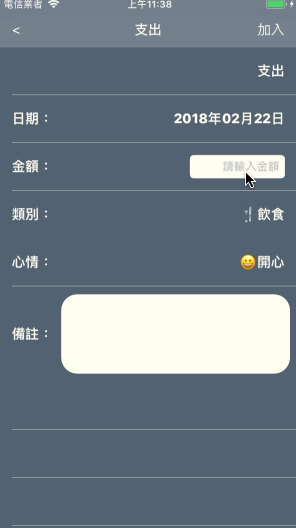 電信業者 上午11:38
< 支出 加入
支出
日期： 2018年02月22日
金額： 請輸入金額
類別： 🍴飲食
心情： 😀開心
備註：